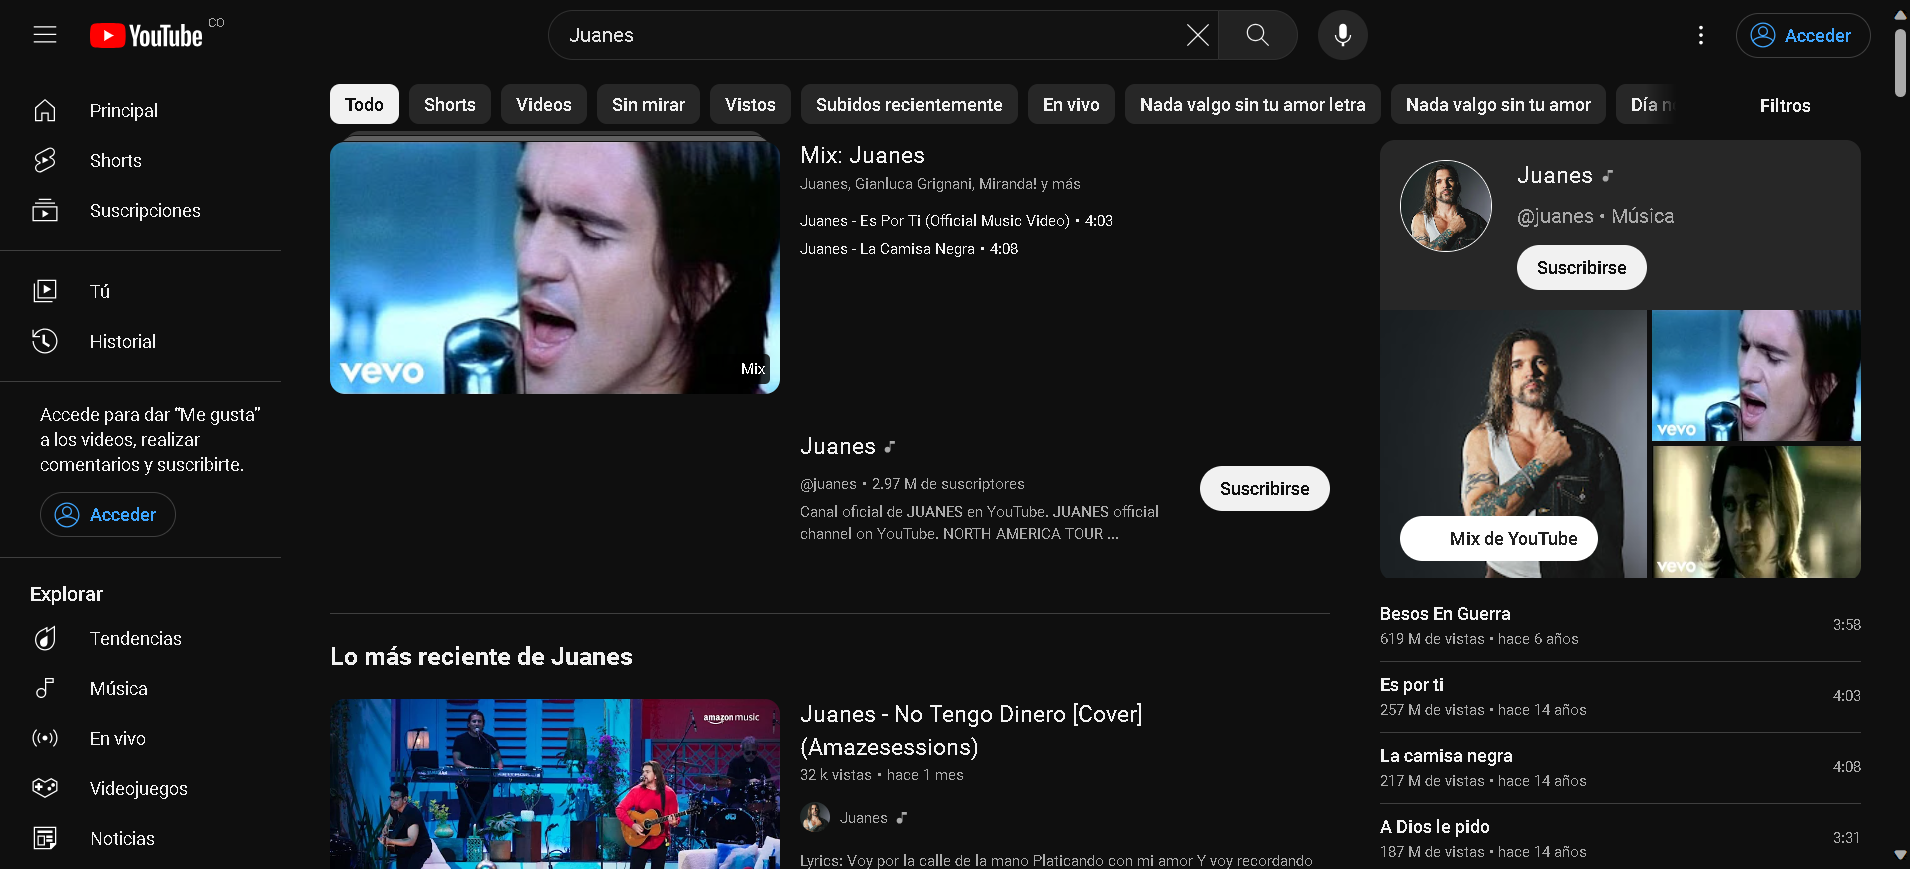 YouTube CO
Juanes
Acceder
Principal
Shorts
Suscripciones
Tú
Historial
Accede para dar “Me gusta”
a los videos, realizar
comentarios y suscribirte.
Acceder
Explorar
Tendencias
Música
En vivo
Videojuegos
Noticias
Todo Shorts Videos Sin mirar Vistos Subidos recientemente En vivo Nada valgo sin tu amor letra Nada valgo sin tu amor Día Filtros
vevo
Mix
Mix: Juanes
Juanes, Gianluca Grignani, Miranda! y más
Juanes - Es Por Ti (Official Music Video) • 4:03
Juanes - La Camisa Negra • 4:08
Juanes
@juanes • 2.97 M de suscriptores
Canal oficial de JUANES en YouTube. JUANES official
channel on YouTube. NORTH AMERICA TOUR ...
Suscribirse
Lo más reciente de Juanes
amazon music
Juanes - No Tengo Dinero [Cover]
(Amazesessions)
32 k vistas • hace 1 mes
Juanes
Lyrics: Voy por la calle de la mano Platicando con mi amor Y voy recordando
Juanes
@juanes • Música
Suscribirse
vevo
vevo
Mix de YouTube
Besos En Guerra
619 M de vistas • hace 6 años
3:58
Es por ti
257 M de vistas • hace 14 años
4:03
La camisa negra
217 M de vistas • hace 14 años
4:08
A Dios le pido
187 M de vistas • hace 14 años
3:31